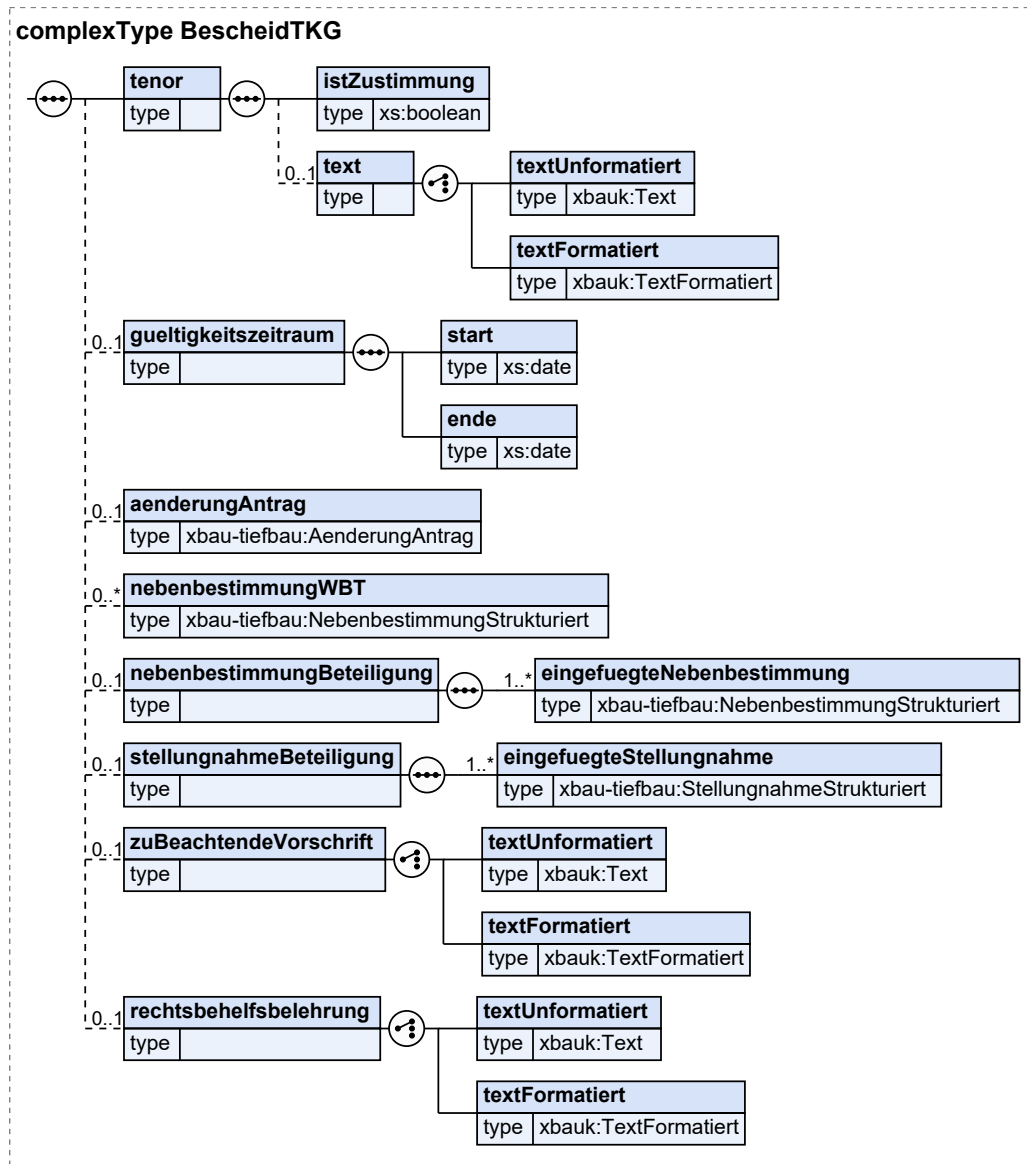 complexType BescheidTKG
tenor
type
istZustimmung
type xs:boolean
0..1
text
type
textUnformatiert
type xbauk:Text
textFormatiert
type xbauk:TextFormatiert
0..1
gueltigkeitszeitraum
type
start
type xs:date
ende
type xs:date
0..1
aenderungAntrag
type xbau-tiefbau:AenderungAntrag
0..*
nebenbestimmungWBT
type xbau-tiefbau:NebenbestimmungStrukturiert
0..1
nebenbestimmungBeteiligung
type
1..*
eingefuegteNebenbestimmung
type xbau-tiefbau:NebenbestimmungStrukturiert
0..1
stellungnahmeBeteiligung
type
1..*
eingefuegteStellungnahme
type xbau-tiefbau:StellungnahmeStrukturiert
0..1
zuBeachtendeVorschrift
type
textUnformatiert
type xbauk:Text
textFormatiert
type xbauk:TextFormatiert
0..1
rechtsbehelfsbelehrung
type
textUnformatiert
type xbauk:Text
textFormatiert
type xbauk:TextFormatiert